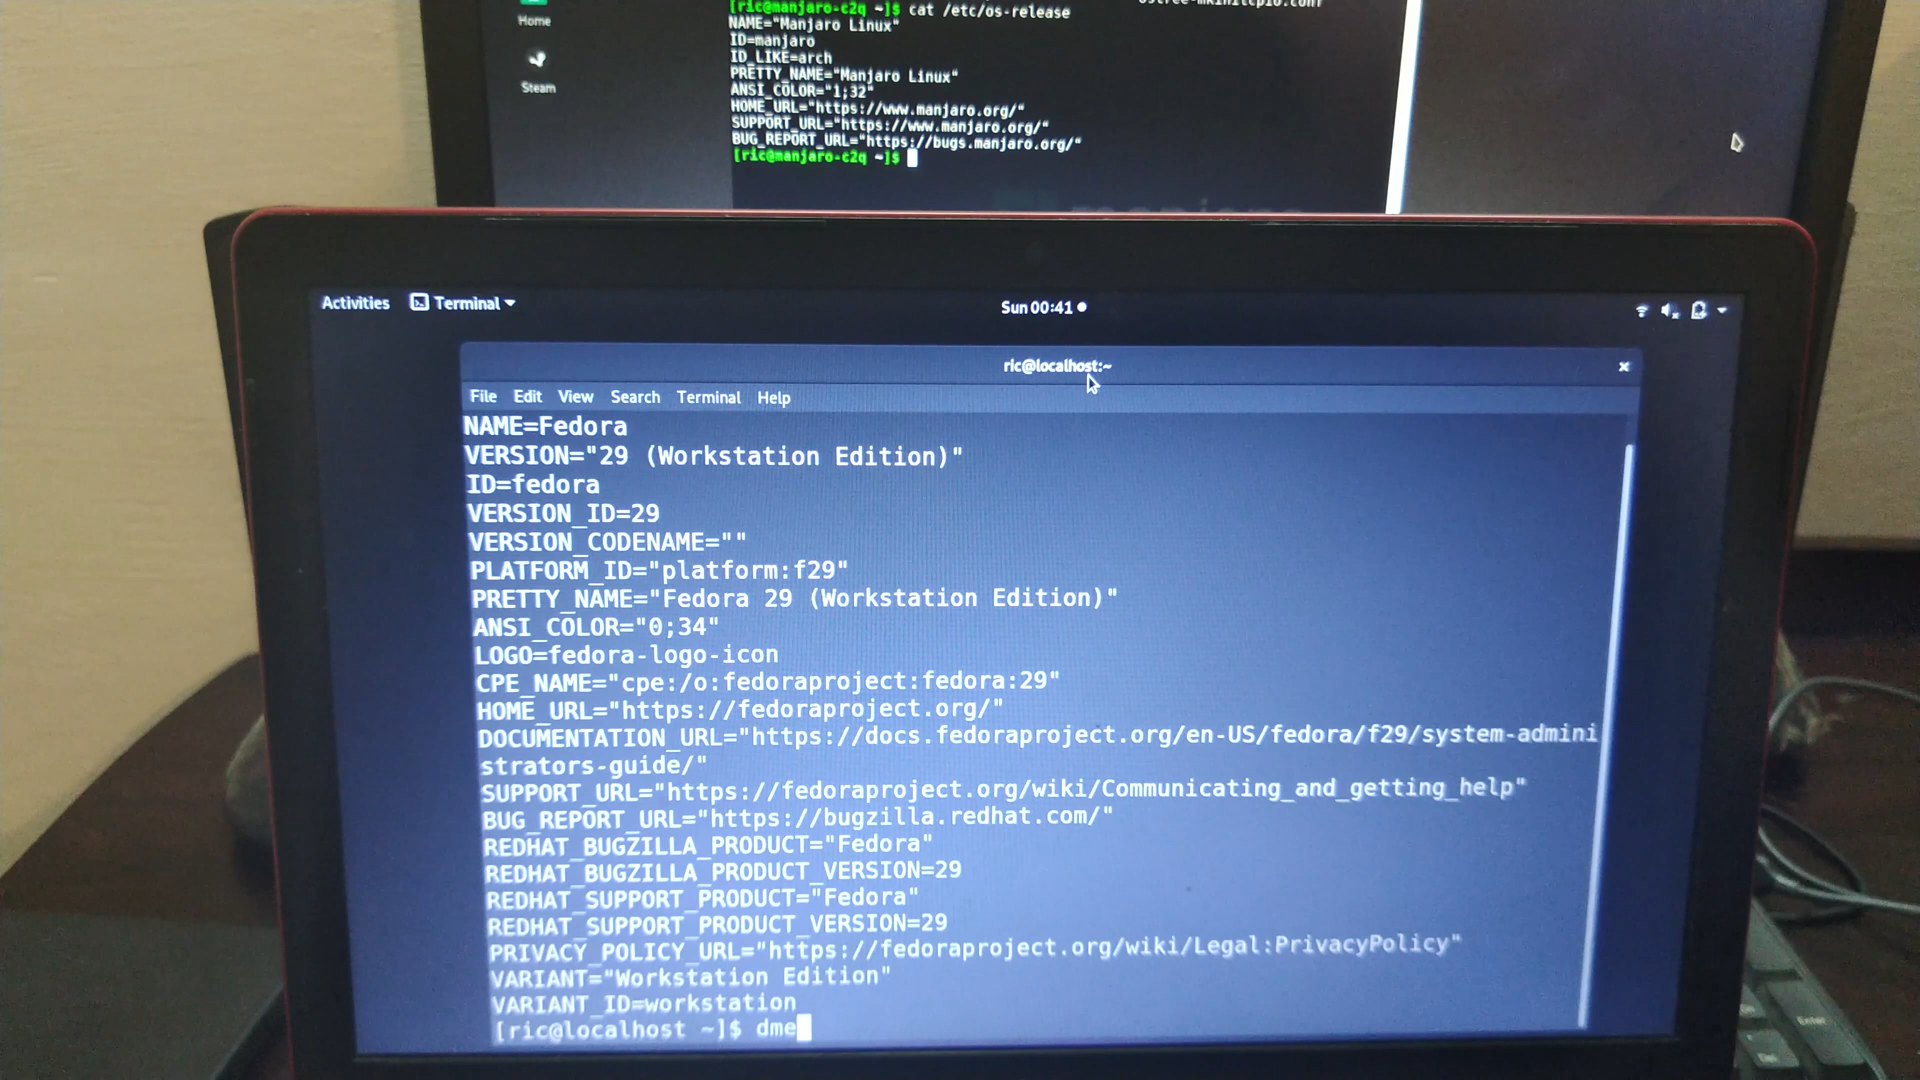 Home
Steam
[ric@manjaro-c2q ~]$ cat /etc/os-release
NAME="Manjaro Linux"
ID=manjaro
ID_LIKE=arch
PRETTY_NAME="Manjaro Linux"
ANSI_COLOR="1;32"
HOME_URL="https://www.manjaro.org/"
SUPPORT_URL="https://www.manjaro.org/"
BUG_REPORT_URL="https://bugs.manjaro.org/"
[ric@manjaro-c2q ~]$
Activities Terminal Sun 00:41
ric@localhost:~
File Edit View Search Terminal Help
NAME=Fedora
VERSION="29 (Workstation Edition)"
ID=fedora
VERSION_ID=29
VERSION_CODENAME=""
PLATFORM_ID="platform:f29"
PRETTY_NAME="Fedora 29 (Workstation Edition)"
ANSI_COLOR="0;34"
LOGO=fedora-logo-icon
CPE_NAME="cpe:/o:fedoraproject:fedora:29"
HOME_URL="https://fedoraproject.org/"
DOCUMENTATION_URL="https://docs.fedoraproject.org/en-US/fedora/f29/system-admini
strators-guide/"
SUPPORT_URL="https://fedoraproject.org/wiki/Communicating_and_getting_help"
BUG_REPORT_URL="https://bugzilla.redhat.com/"
REDHAT_BUGZILLA_PRODUCT="Fedora"
REDHAT_BUGZILLA_PRODUCT_VERSION=29
REDHAT_SUPPORT_PRODUCT="Fedora"
REDHAT_SUPPORT_PRODUCT_VERSION=29
PRIVACY_POLICY_URL="https://fedoraproject.org/wiki/Legal:PrivacyPolicy"
VARIANT="Workstation Edition"
VARIANT_ID=workstation
[ric@localhost ~]$ dme
Enter
Del